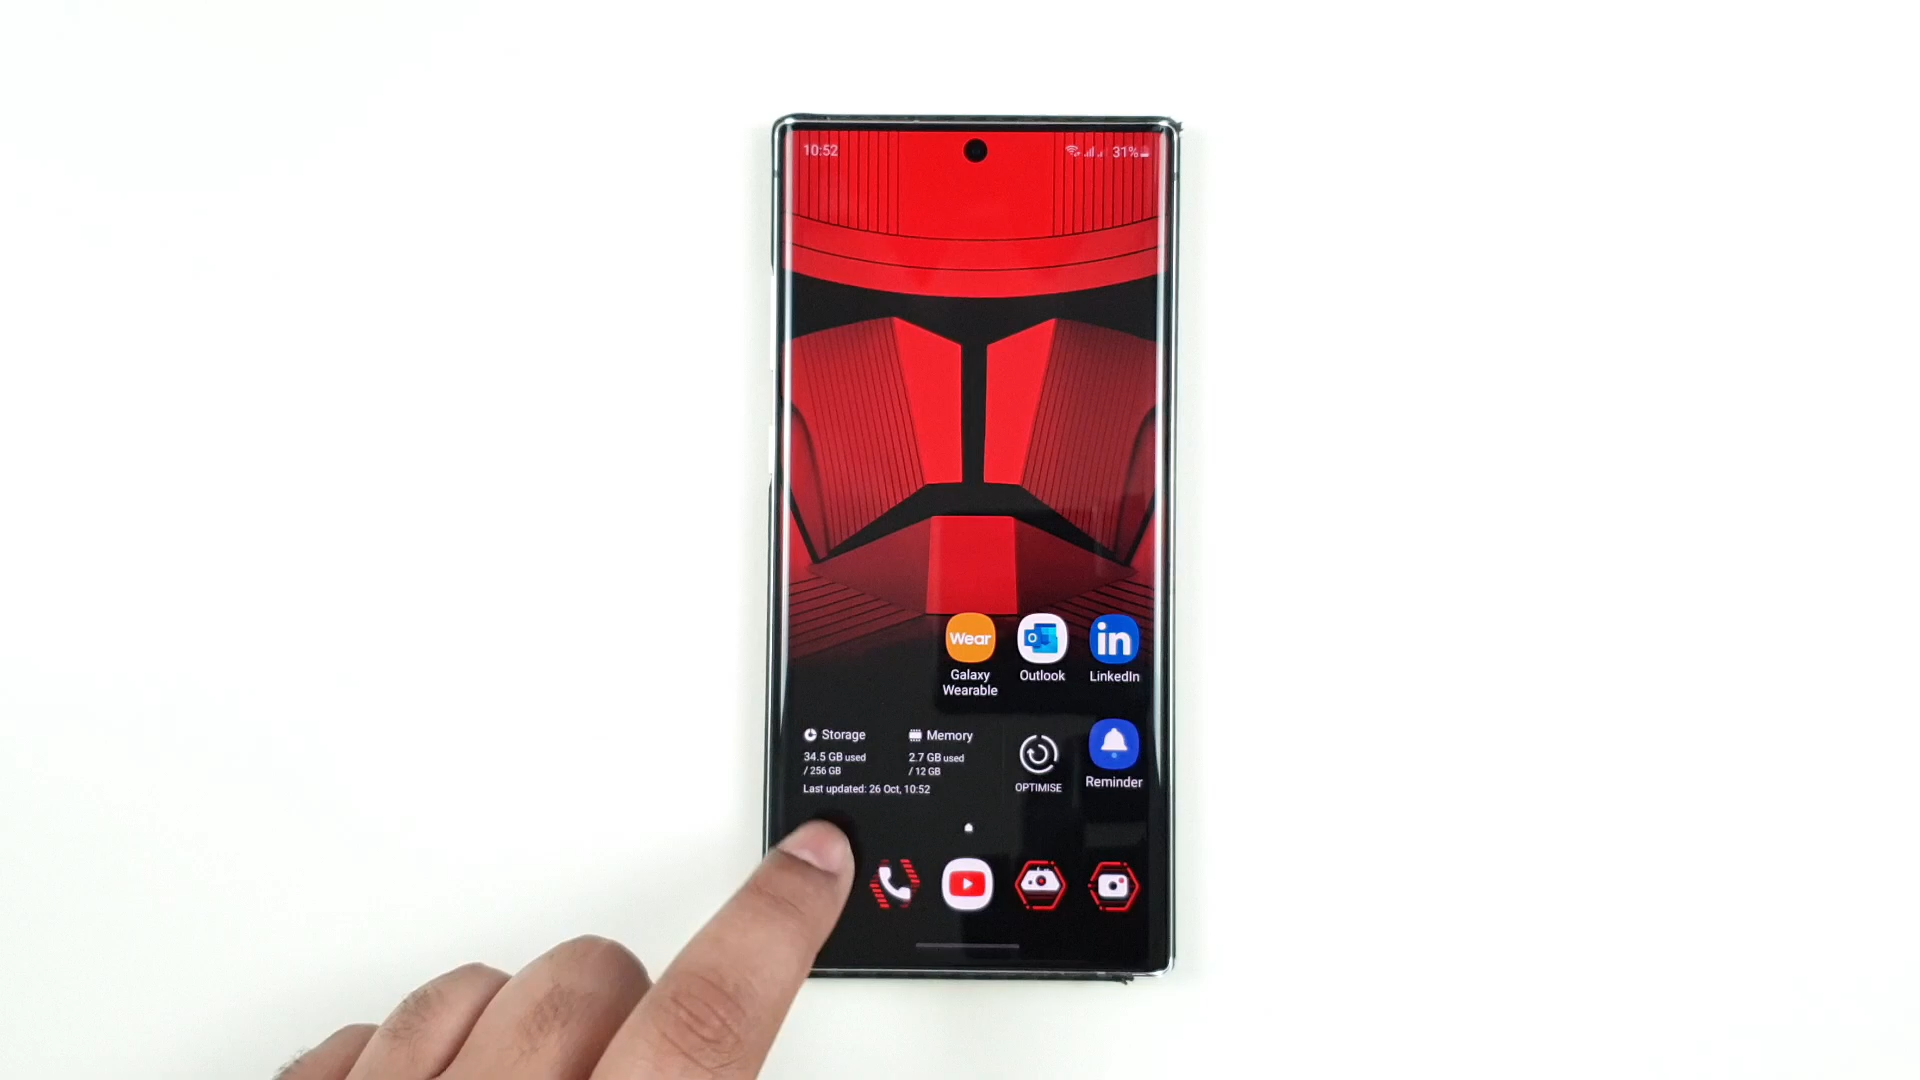 10:52
31%
Wear
Galaxy
Wearable
Outlook
in
LinkedIn
Storage
Memory
34.5 GB used
/ 256 GB
2.7 GB used
/ 12 GB
Last updated: 26 Oct, 10:52
OPTIMISE
Reminder